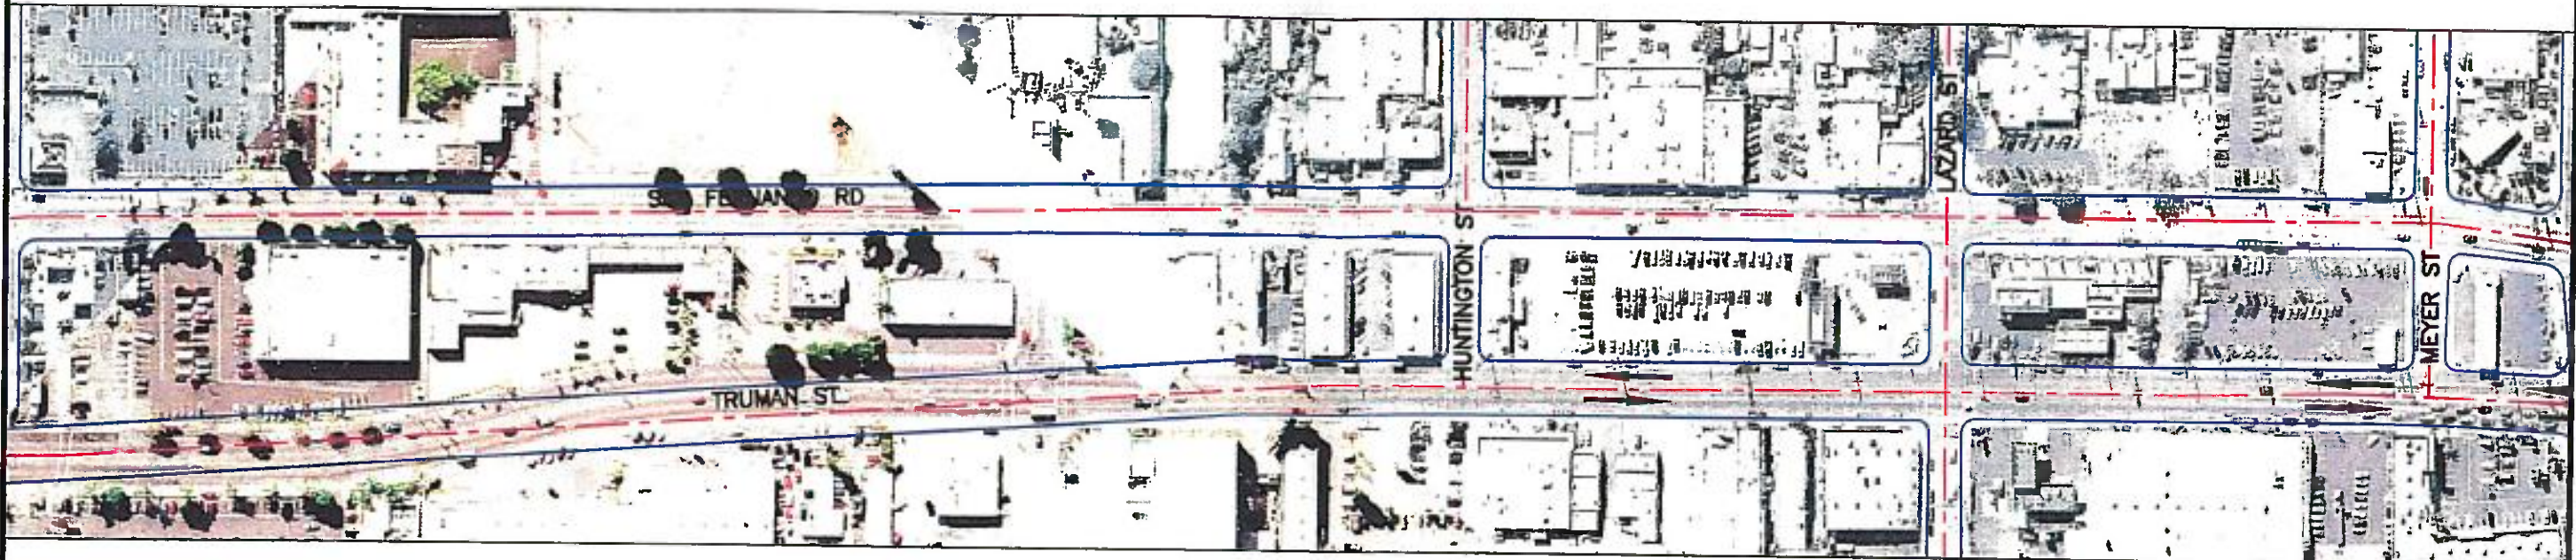 RD
TRUMAN ST
HUNTINGTON ST
LAZARD ST
MEYER ST